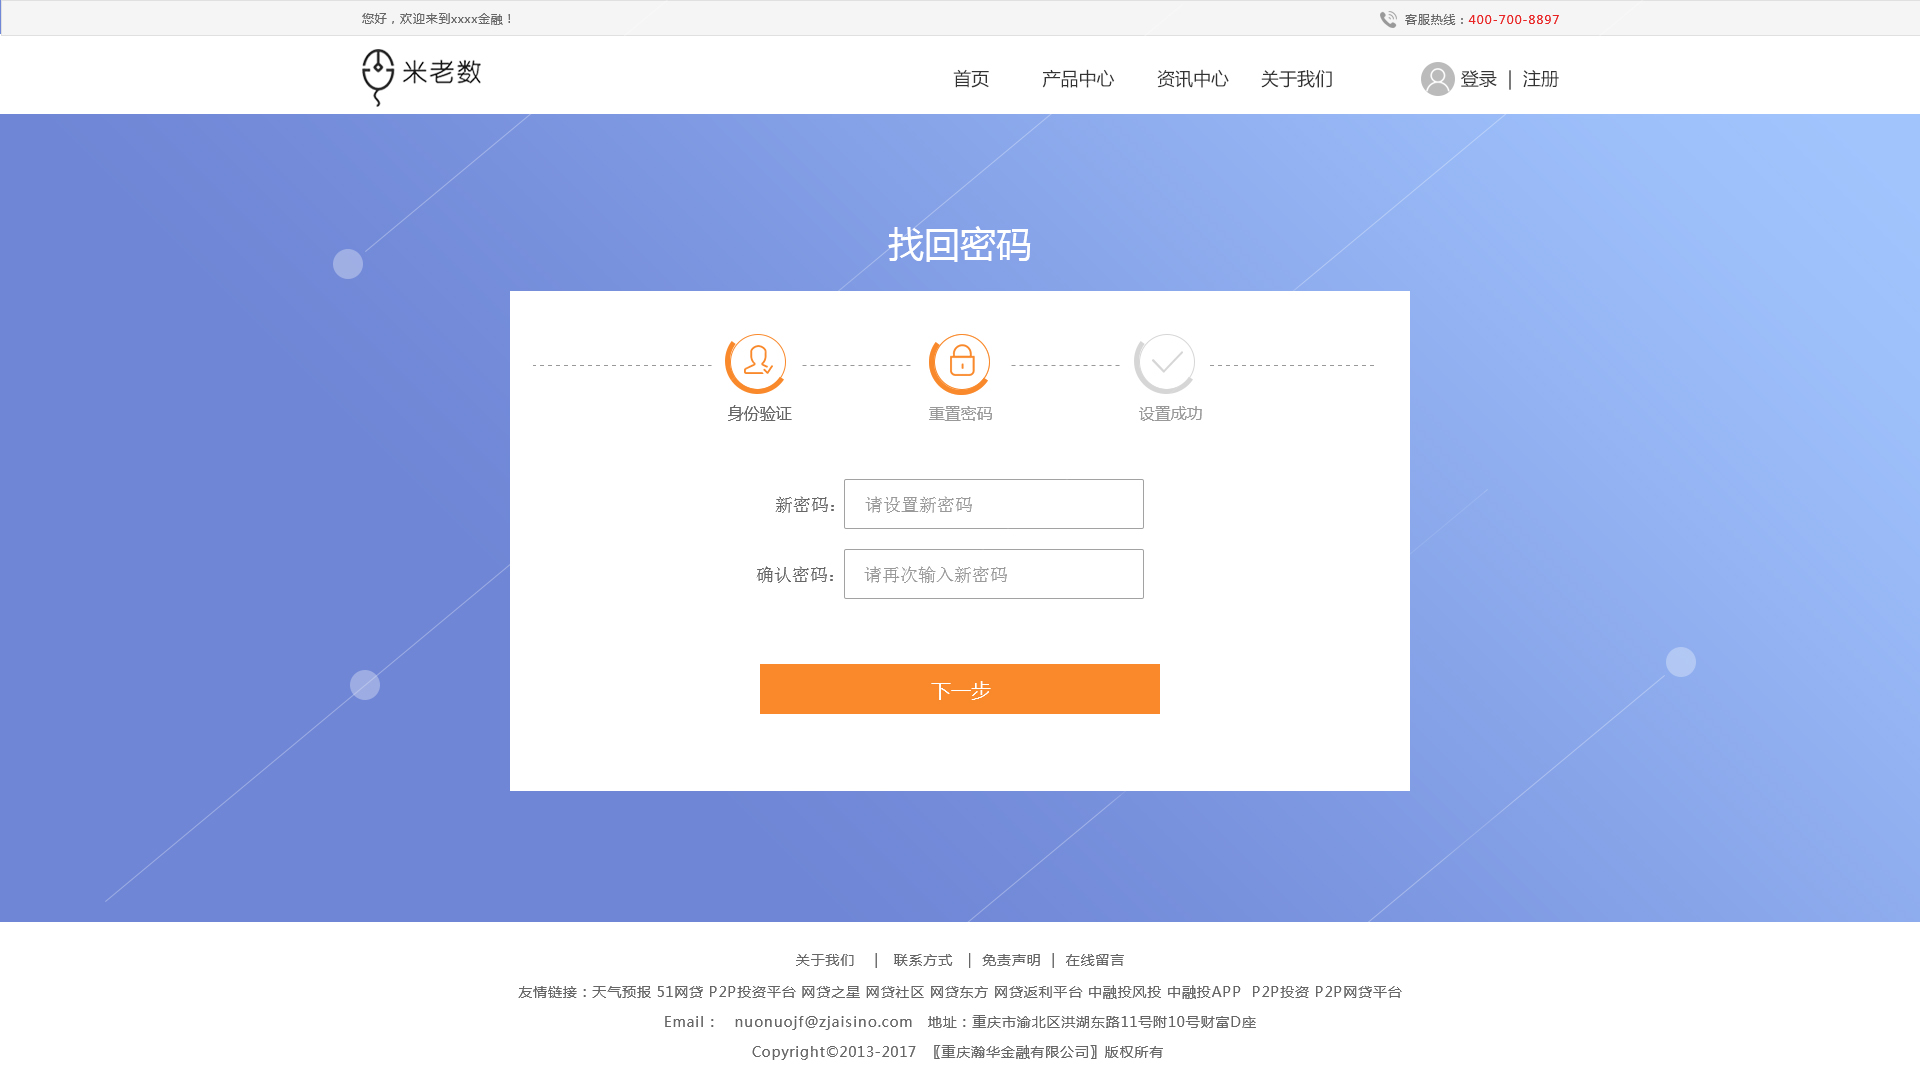 您好，欢迎来到xxxx金融！
客服热线：400-700-8897
米老数
首页 产品中心 资讯中心 关于我们 登录 | 注册
找回密码
身份验证 重置密码 设置成功
新密码： 请设置新密码
确认密码： 请再次输入新密码
下一步
关于我们 | 联系方式 | 免责声明 | 在线留言
友情链接：天气预报 51网贷 P2P投资平台 网贷之星 网贷社区 网贷东方 网贷返利平台 中融投风投 中融投APP P2P投资 P2P网贷平台
Email： nuonuojf@zjaisino.com 地址：重庆市渝北区洪湖东路11号附10号财富D座
Copyright©2013-2017 〖重庆瀚华金融有限公司〗版权所有